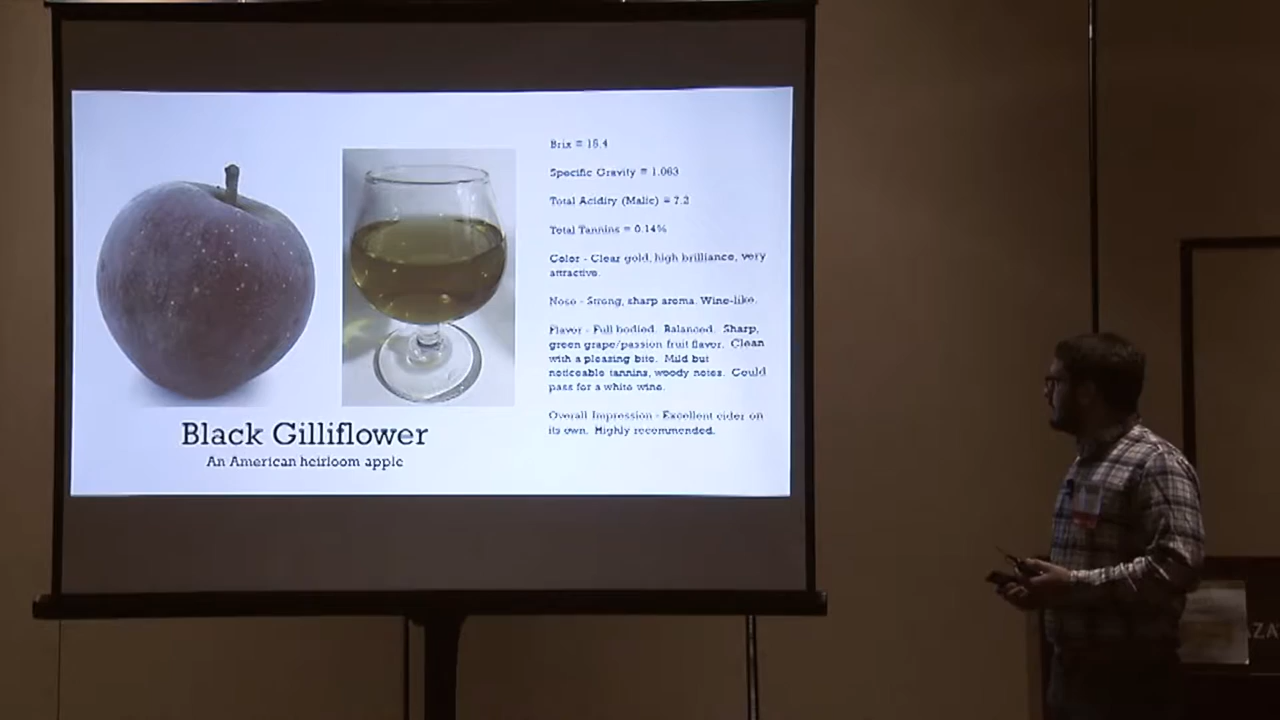 Brix = 15.4
Specific Gravity = 1.063
Total Acidity (Malic) = 7.2
Total Tannins = 0.14%
Color - Clear gold, high brilliance, very
attractive.
Nose - Strong, sharp aroma. Wine-like.
Flavor - Full bodied. Balanced. Sharp,
green grape/passion fruit flavor. Clean
with a pleasing bite. Mild but
noticeable tannins, woody notes. Could
pass for a white wine.
Overall Impression - Excellent cider on
its own. Highly recommended.
Black Gilliflower
An American heirloom apple